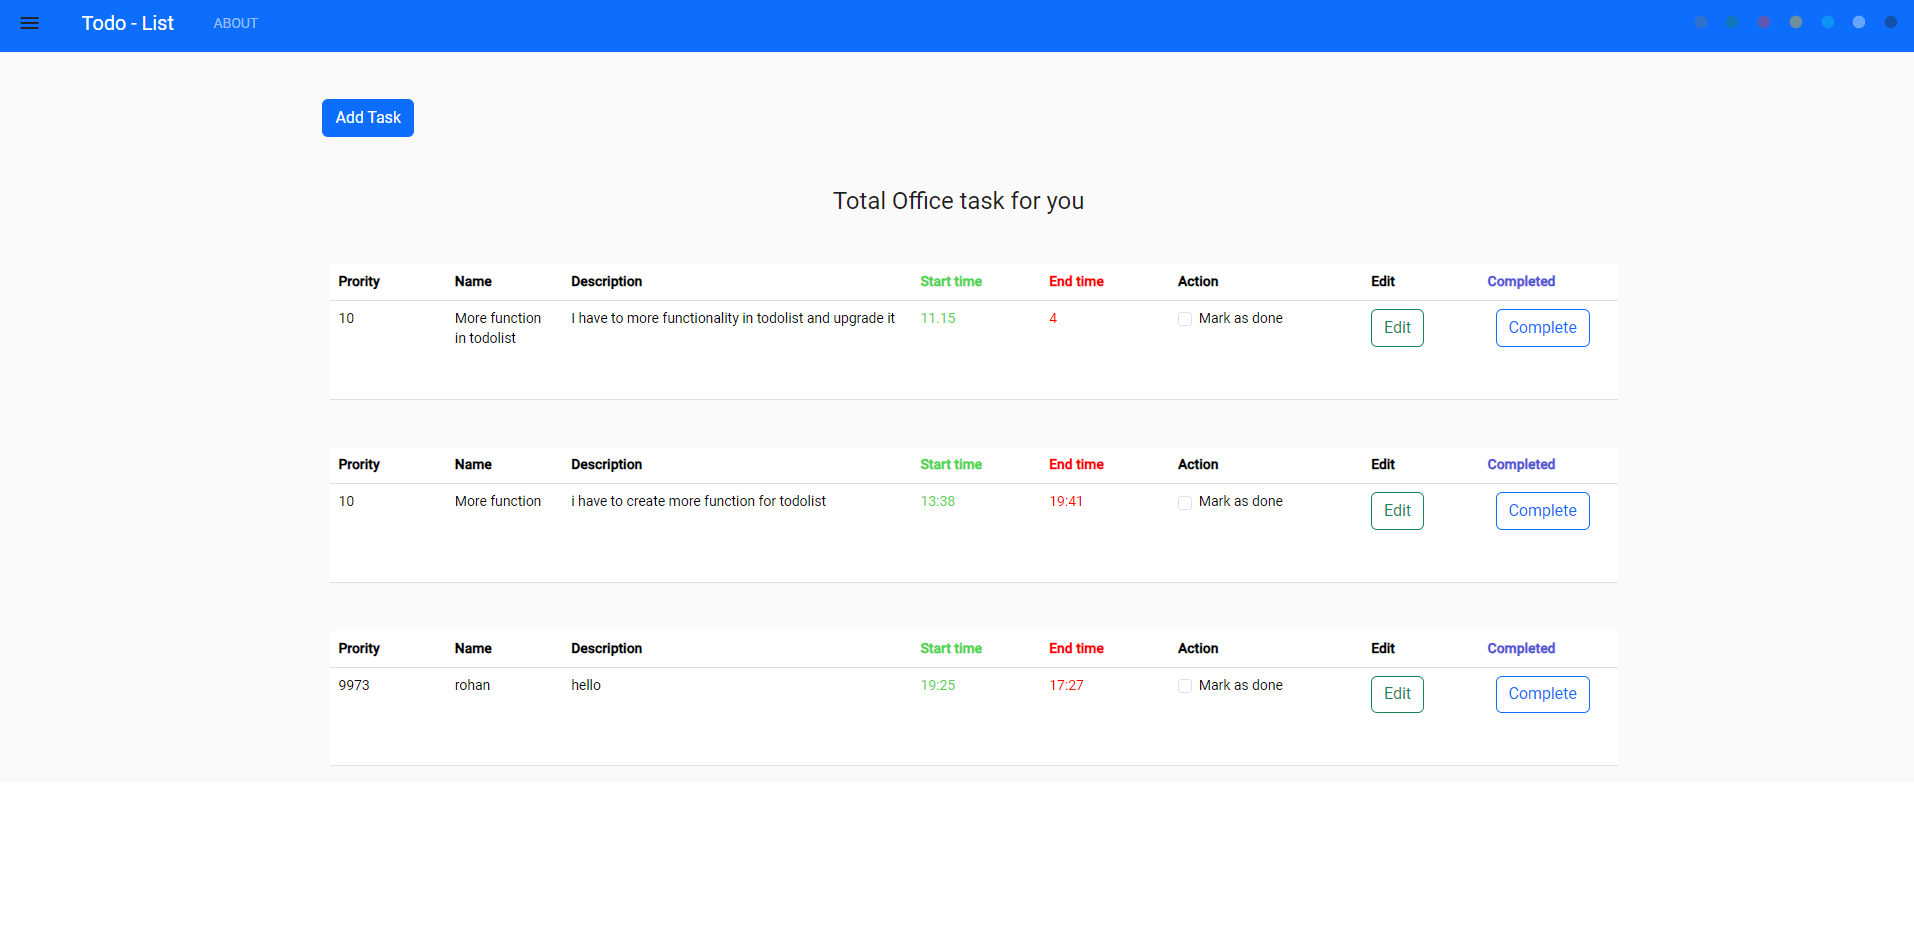 Todo - List ABOUT
Add Task
Total Office task for you
Prority Name Description Start time End time Action Edit Completed
10 More function I have to more functionality in todolist and upgrade it 11.15 4 Mark as done Edit Complete
in todolist
Prority Name Description Start time End time Action Edit Completed
10 More function i have to create more function for todolist 13:38 19:41 Mark as done Edit Complete
Prority Name Description Start time End time Action Edit Completed
9973 rohan hello 19:25 17:27 Mark as done Edit Complete